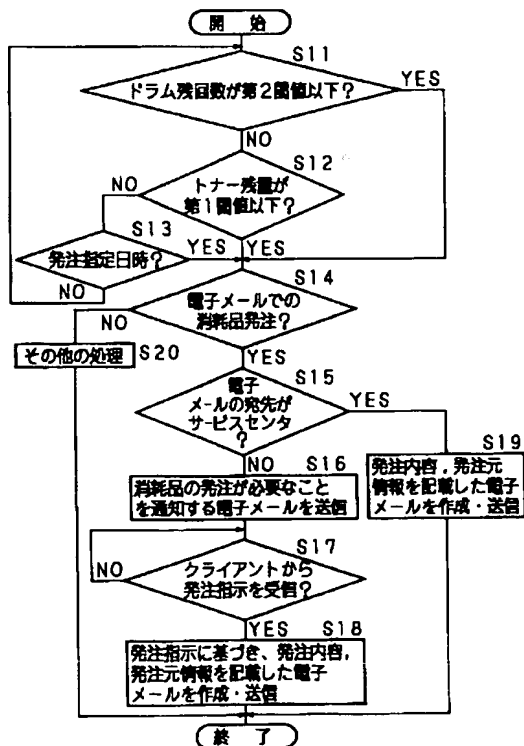 開 始
S11
ドラム残回数が第2閾値以下?
YES
NO
S12
NO
トナー残量が
第1閾値以下?
S13
発注指定日時?
YES
YES
NO
S14
NO
電子メールでの
消耗品発注?
その他の処理
S20
YES
S15
電子
メールの宛先が
サービスセンタ
?
YES
NO
S16
消耗品の発注が必要なこと
を通知する電子メールを送信
S19
発注内容,発注元
情報を記載した電子
メールを作成・送信
S17
NO
クライアントから
発注指示を受信?
YES
S18
発注指示に基づき、発注内容,
発注元情報を記載した電子
メールを作成・送信
終 了